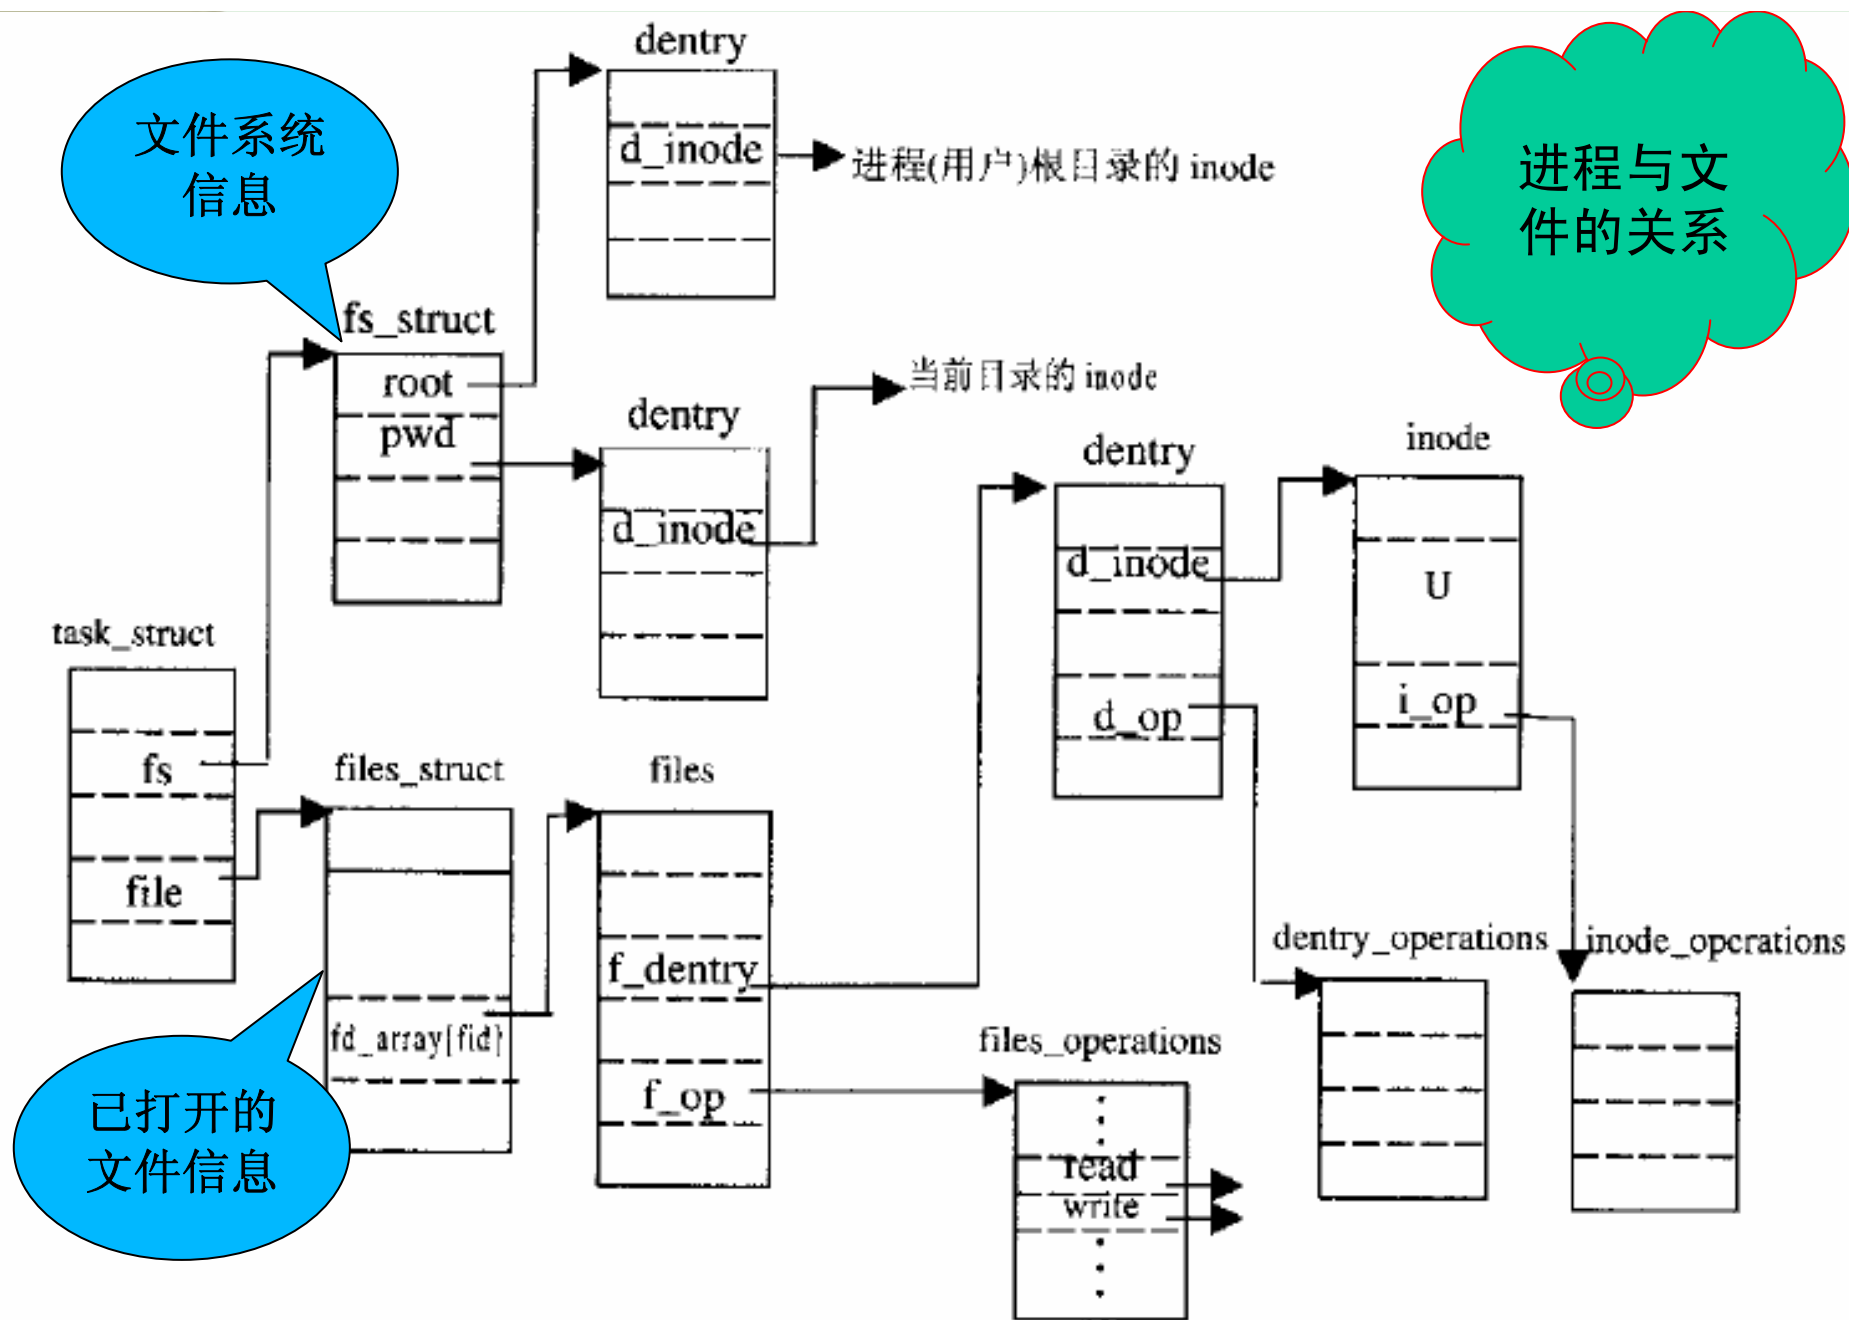 dentry
文件系统
信息
d_inode
进程(用户)根目录的 inode
进程与文
件的关系
fs_struct
root
pwd
当前目录的 inode
dentry
d_inode
dentry
inode
d_inode
U
d_op
i_op
task_struct
fs
file
files_struct
fd_array[fid]
files
f_dentry
f_op
已打开的
文件信息
files_operations
read
write
dentry_operations
inode_operations